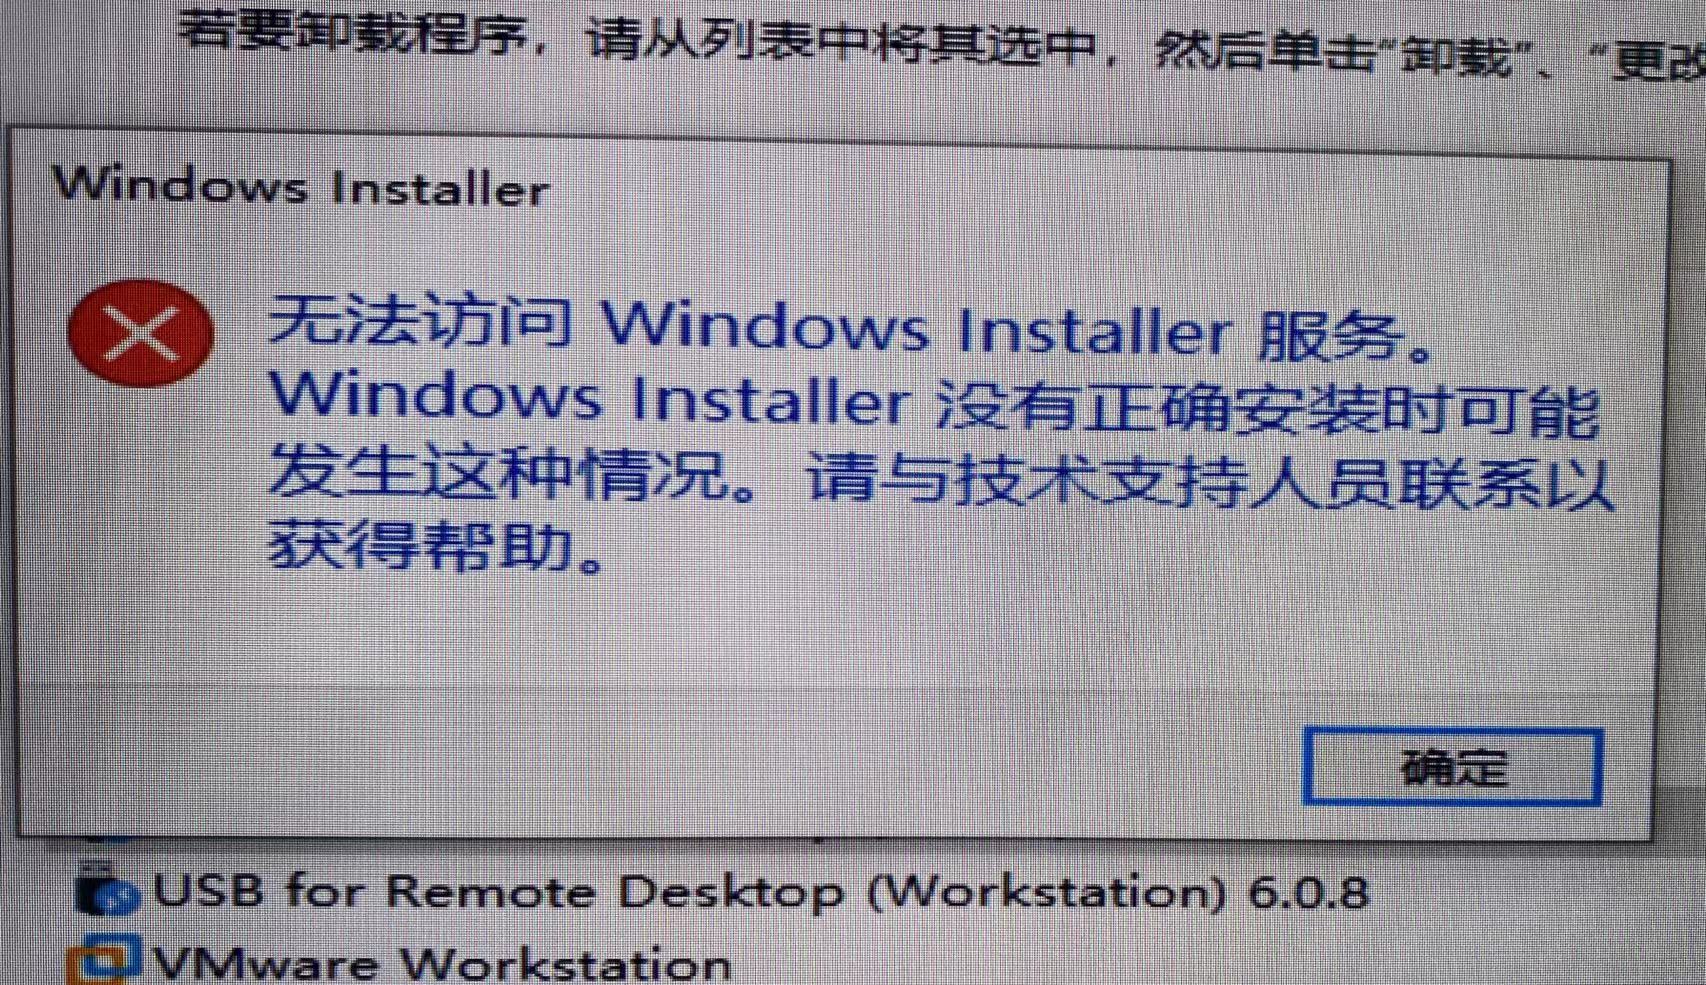 若要卸载程序，请从列表中将其选中，然后单击“卸载”、“更改
Windows Installer
无法访问 Windows Installer 服务。
Windows Installer 没有正确安装时可能
发生这种情况。请与技术支持人员联系以
获得帮助。
确定
USB for Remote Desktop (Workstation) 6.0.8
VMware Workstation